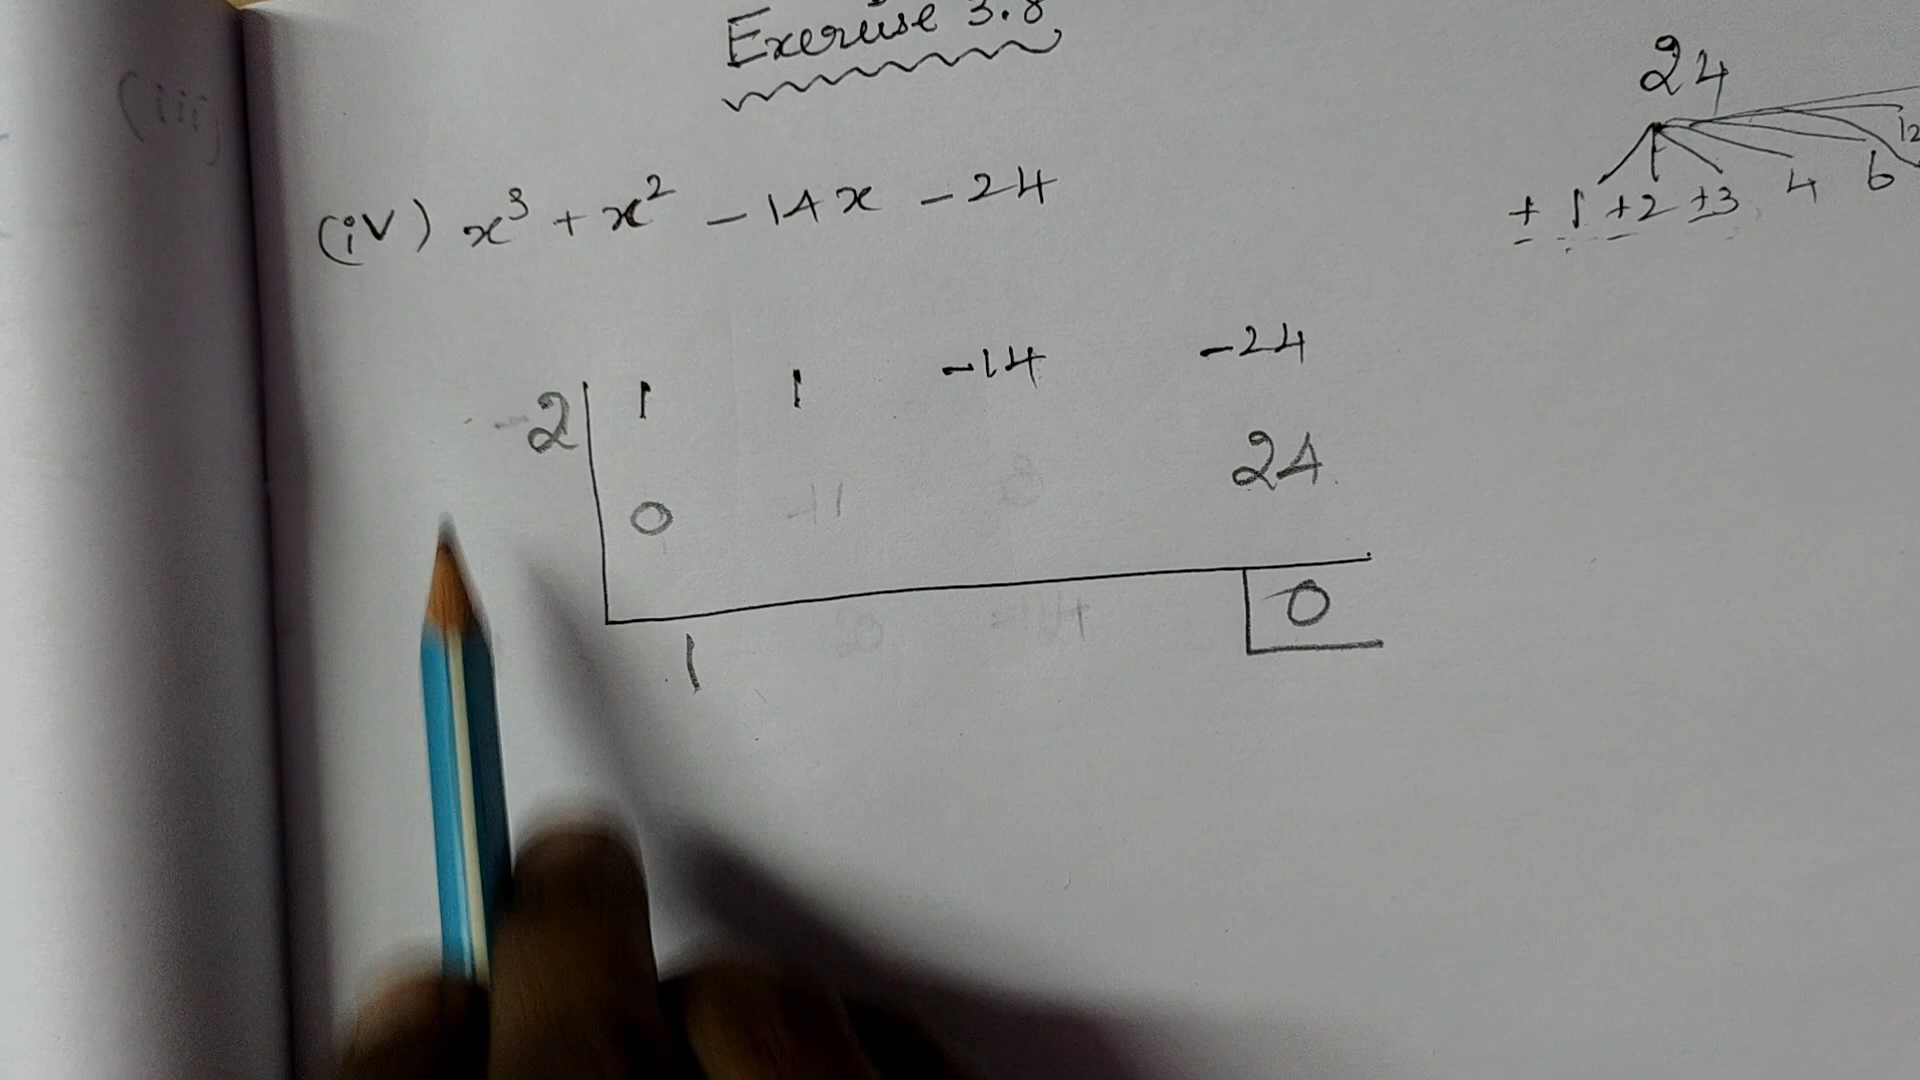 Exercise 3.8
24
(iii)
12
± 1 ±2 ±3 4 6
(iv) x³ + x² - 14x - 24
-2 1 1 -14 -24
0 24
0
1